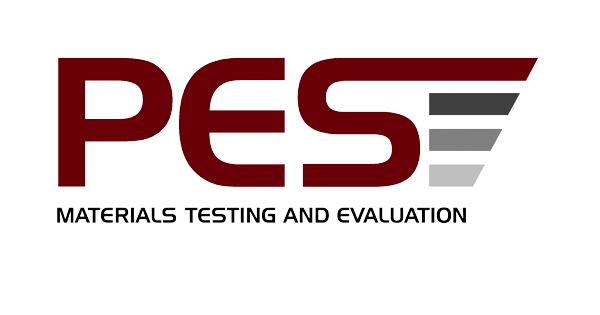 PES
MATERIALS TESTING AND EVALUATION